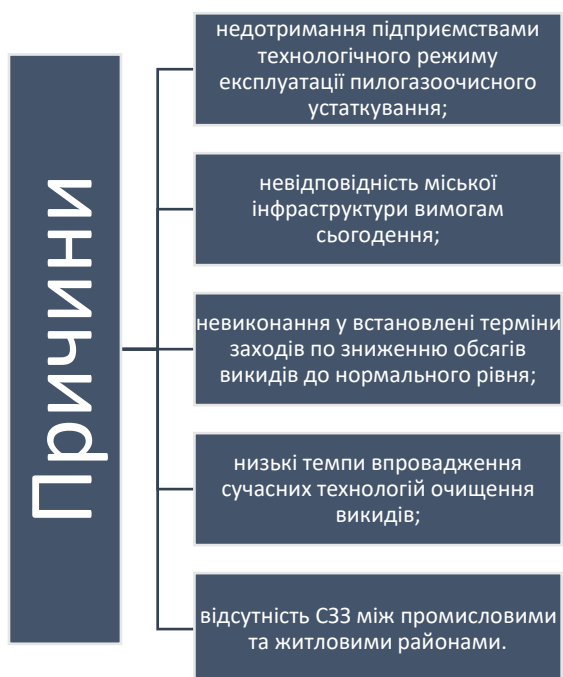 Причини
недотримання підприємствами
технологічного режиму
експлуатації пилогазоочисного
устаткування;
невідповідність міської
інфраструктури вимогам
сьогодення;
невиконання у встановлені терміни
заходів по зниженню обсягів
викидів до нормального рівня;
низькі темпи впровадження
сучасних технологій очищення
викидів;
відсутність СЗЗ між промисловими
та житловими районами.